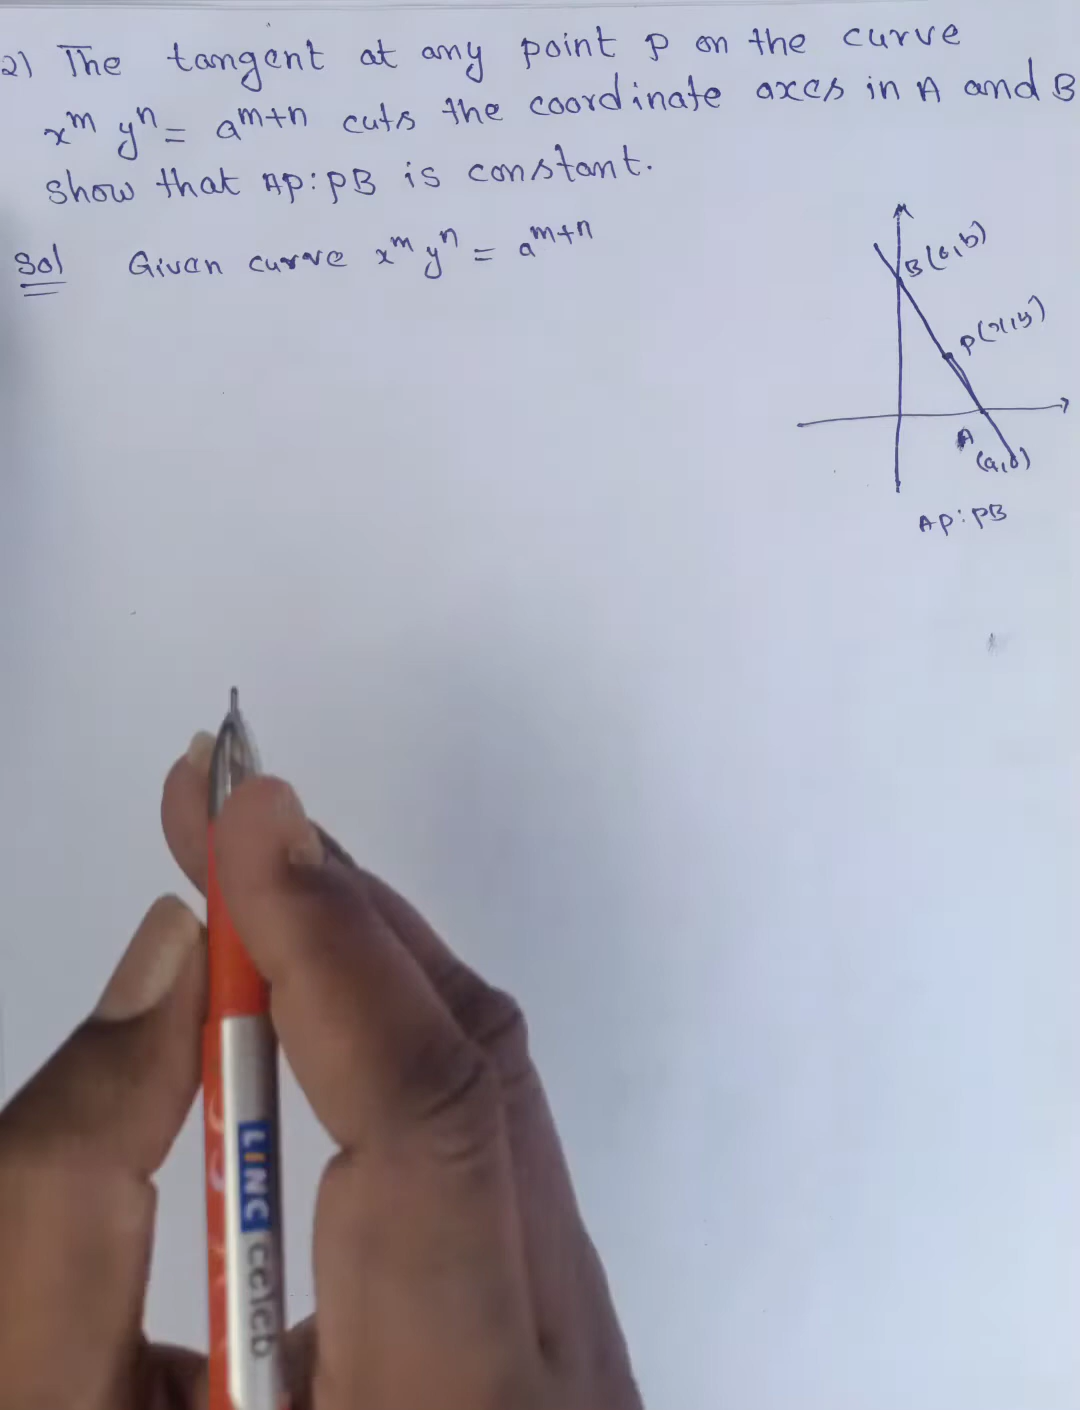 2) The tangent at any point P on the curve
x^m y^n = a^m+n cuts the coordinate axes in A and B
show that AP:PB is constant.
Sol Given curve x^m y^n = a^m+n
B(0,b)
P(x,y)
A
(a,0)
AP:PB
LINC celeb